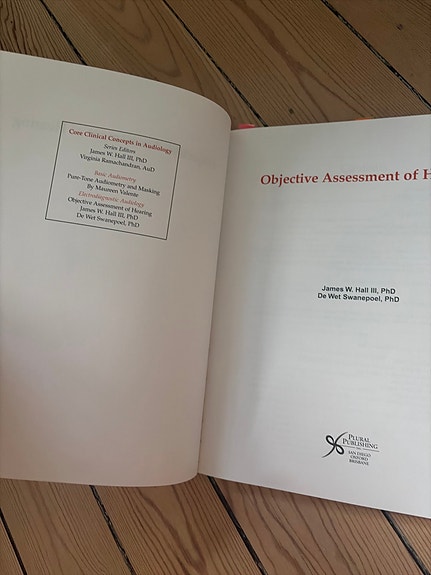 Core Clinical Concepts in Audiology
Series Editors
James W. Hall III, PhD
Virginia Ramachandran, AuD
Basic Audiometry
Pure-Tone Audiometry and Masking
By Maureen Valente
Electrodiagnostic Audiology
Objective Assessment of Hearing
James W. Hall III, PhD
De Wet Swanepoel, PhD
Objective Assessment of H
James W. Hall III, PhD
De Wet Swanepoel, PhD
PLURAL
PUBLISHING
INC.
SAN DIEGO
OXFORD
BRISBANE